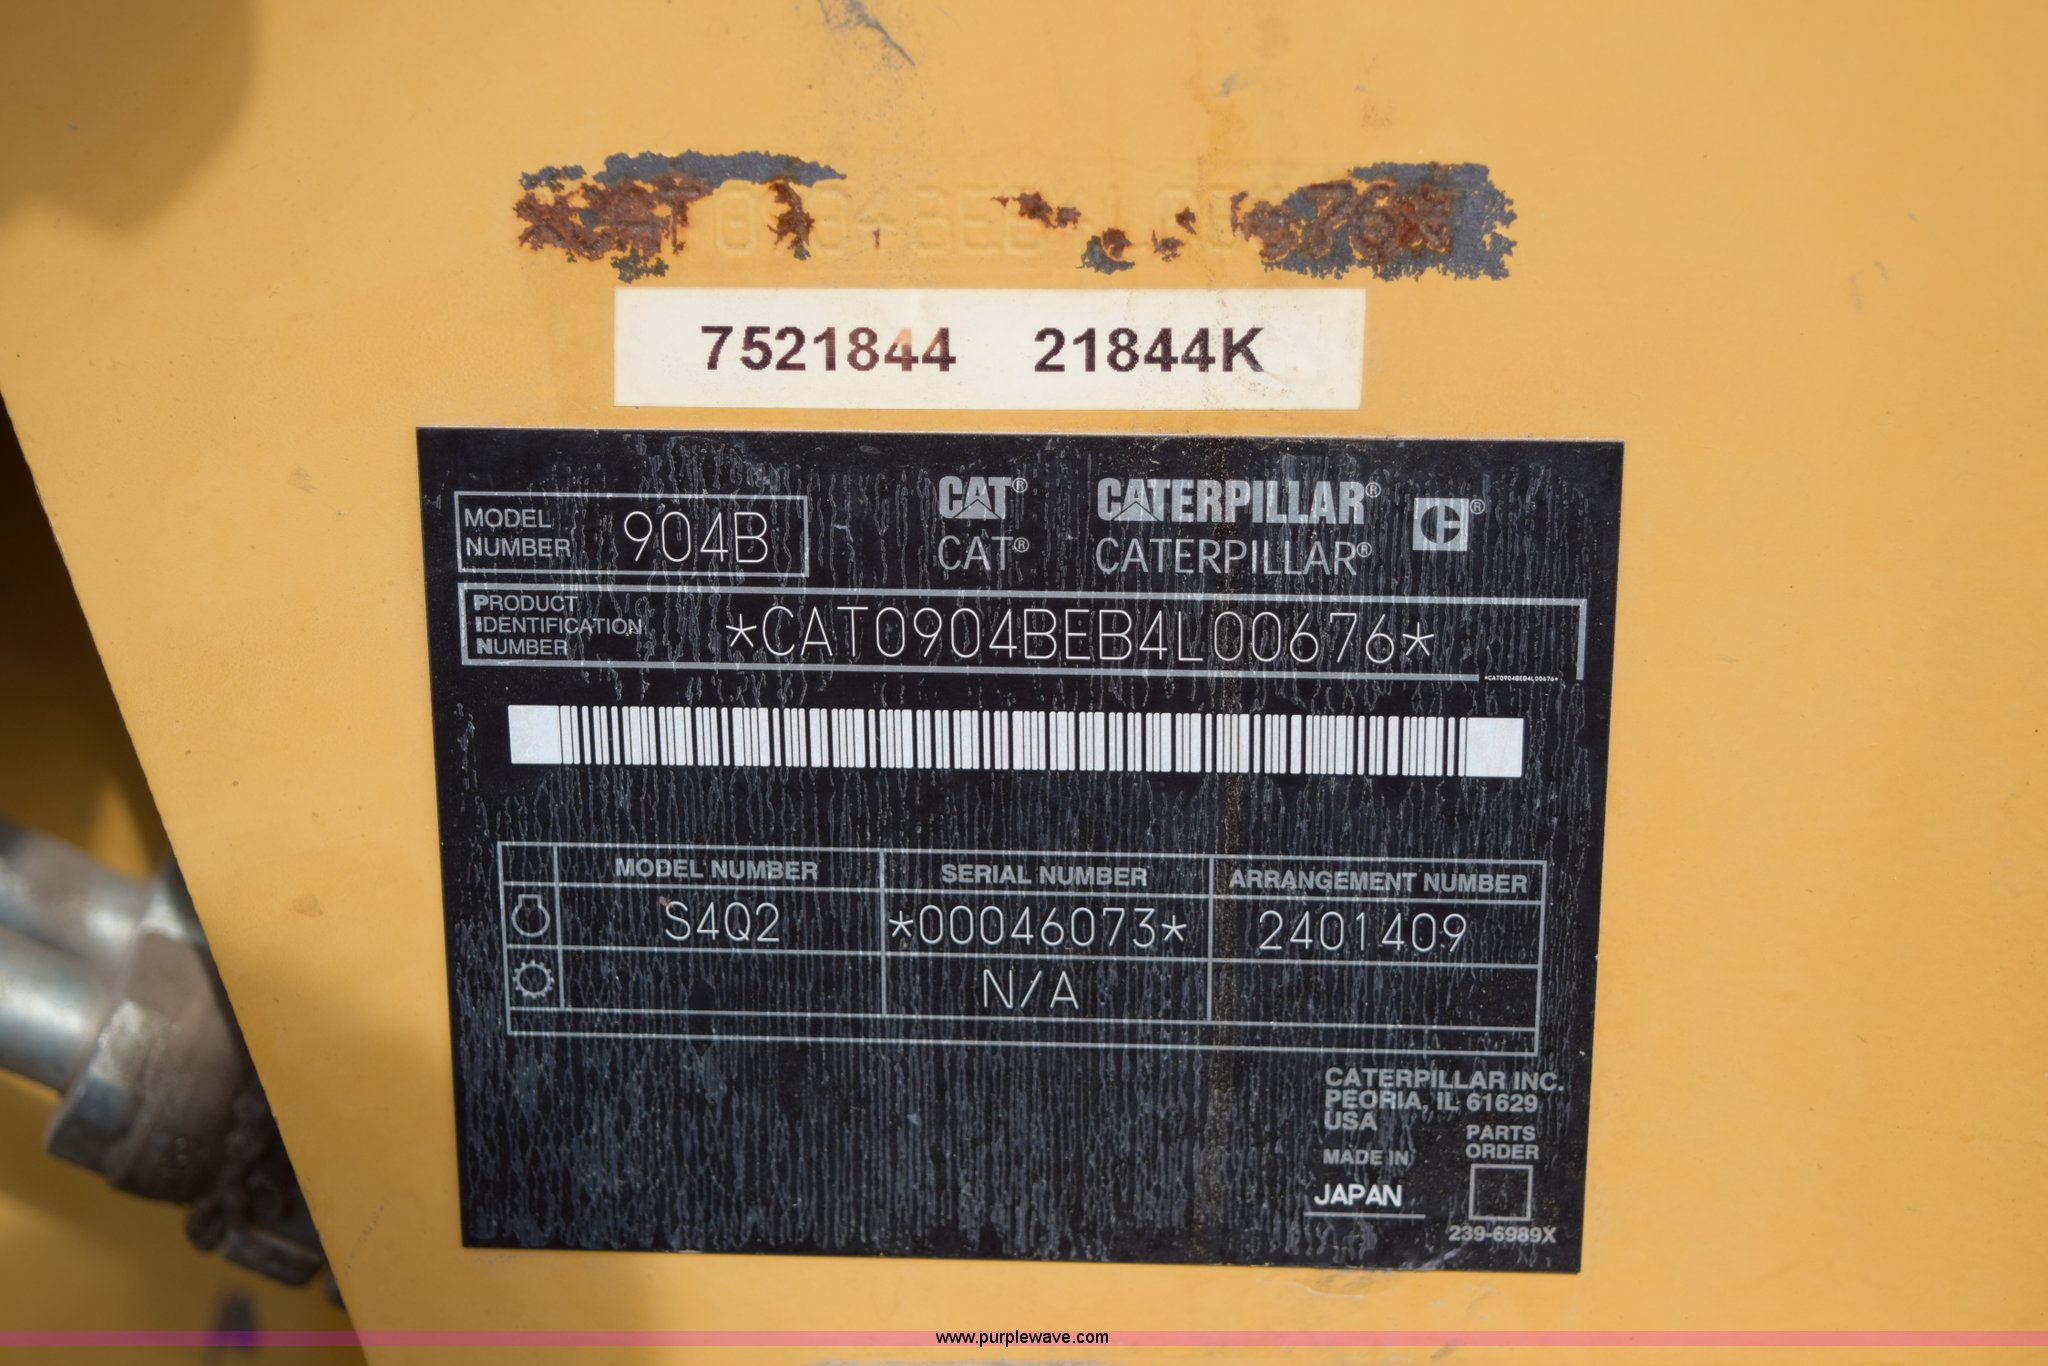 7521844 21844K
MODEL NUMBER 904B
CAT® CATERPILLAR® ®
CAT® CATERPILLAR®
PRODUCT
IDENTIFICATION
NUMBER
*CAT0904BEB4L00676*
*CAT0904BEB4L00676*
MODEL NUMBER SERIAL NUMBER ARRANGEMENT NUMBER
S4Q2 *00046073* 2401409
N/A
CATERPILLAR INC.
PEORIA, IL 61629
USA
PARTS
ORDER
MADE IN
JAPAN
239-6989X
www.purplewave.com